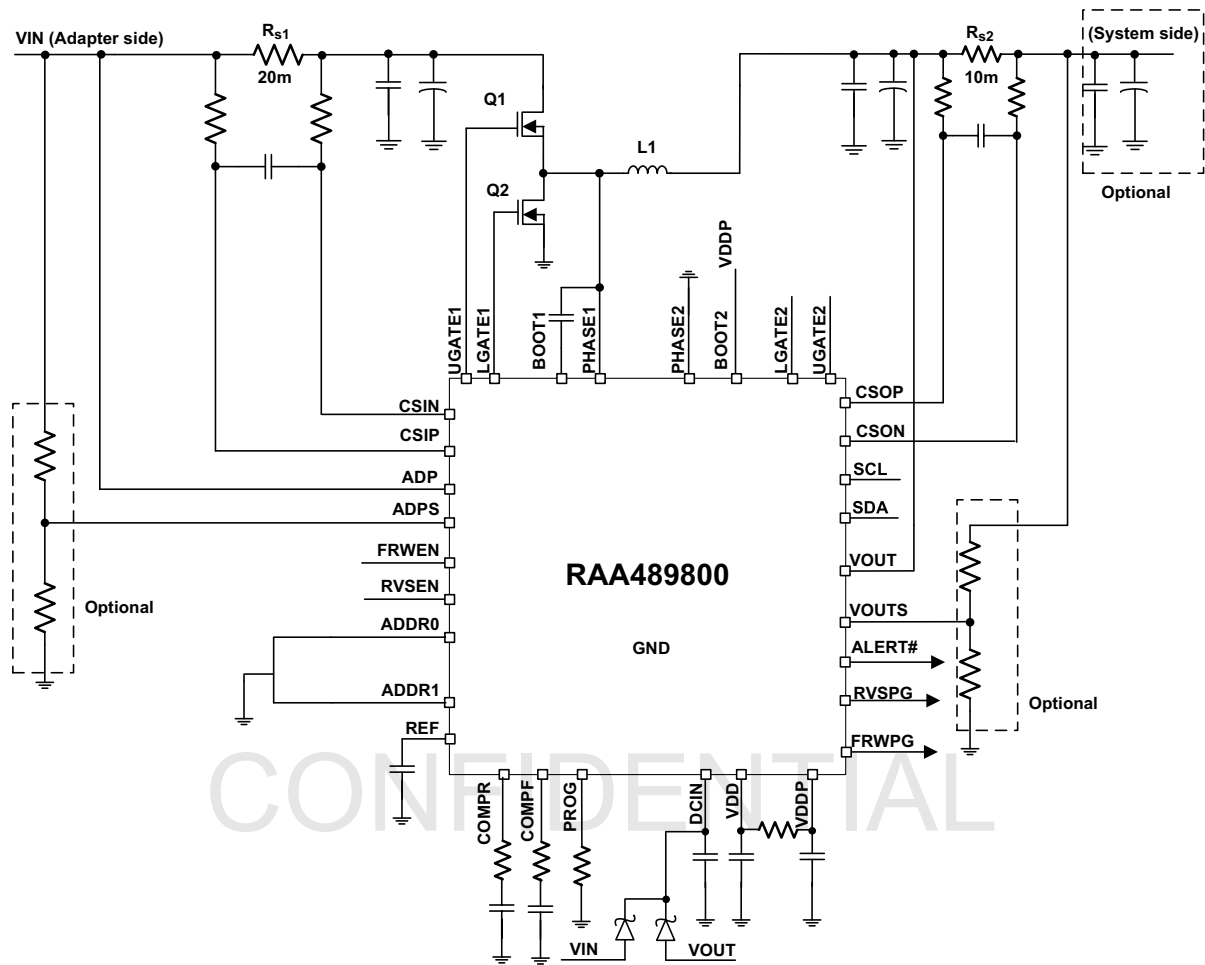 VIN (Adapter side)
Rs1
20m
Rs2
10m
(System side)
Optional
Q1
Q2
L1
VDDP
UGATE1
LGATE1
BOOT1
PHASE1
PHASE2
BOOT2
LGATE2
UGATE2
CSIN
CSIP
ADP
ADPS
FRWEN
RVSEN
ADDR0
ADDR1
REF
Optional
RAA489800
GND
CSOP
CSON
SCL
SDA
VOUT
VOUTS
ALERT#
RVSPG
FRWPG
Optional
CONFIDENTIAL
COMPR
COMPF
PROG
DCIN
VDD
VDDP
VIN
VOUT